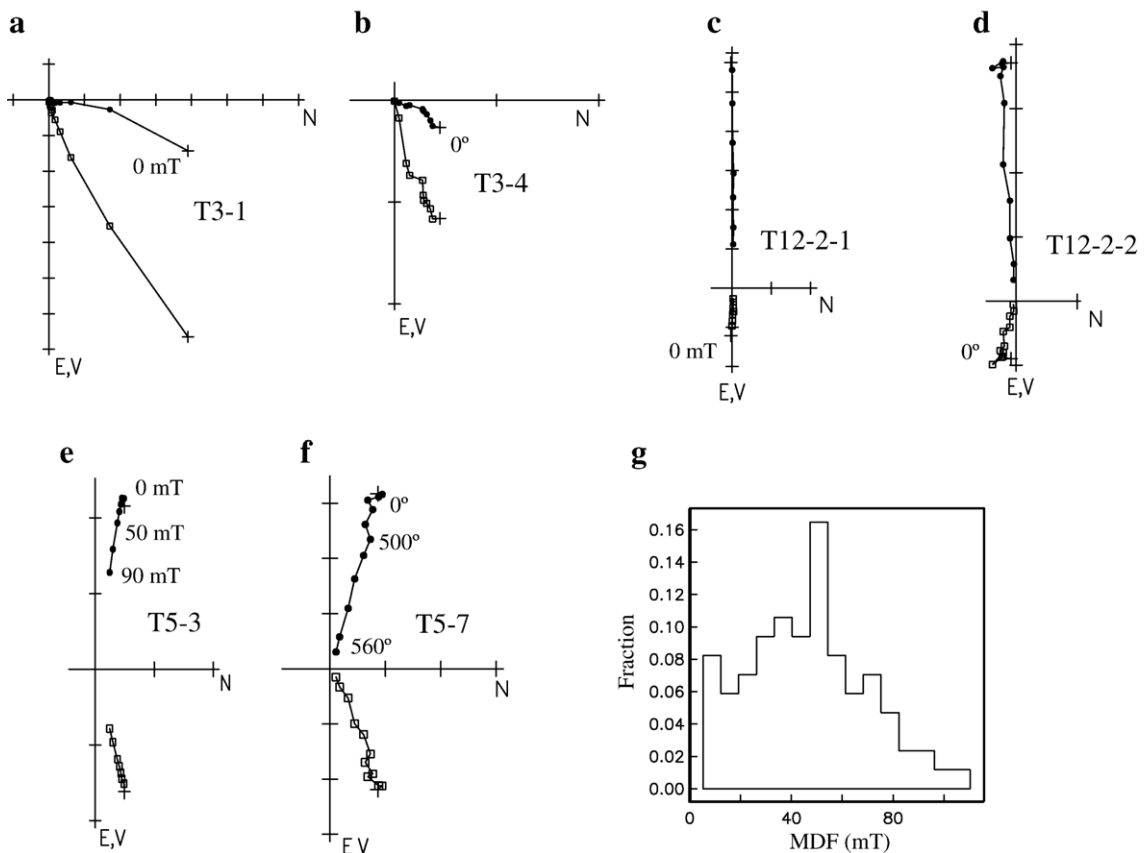 a
N
0 mT
T3-1
E,V
b
N
0º
T3-4
E,V
c
T12-2-1
N
0 mT
E,V
d
T12-2-2
N
0º
E,V
e
0 mT
50 mT
90 mT
T5-3
N
E,V
f
0º
500º
T5-7
560º
N
E,V
g
Fraction
0.16
0.14
0.12
0.10
0.08
0.06
0.04
0.02
0.00
0 40 80
MDF (mT)